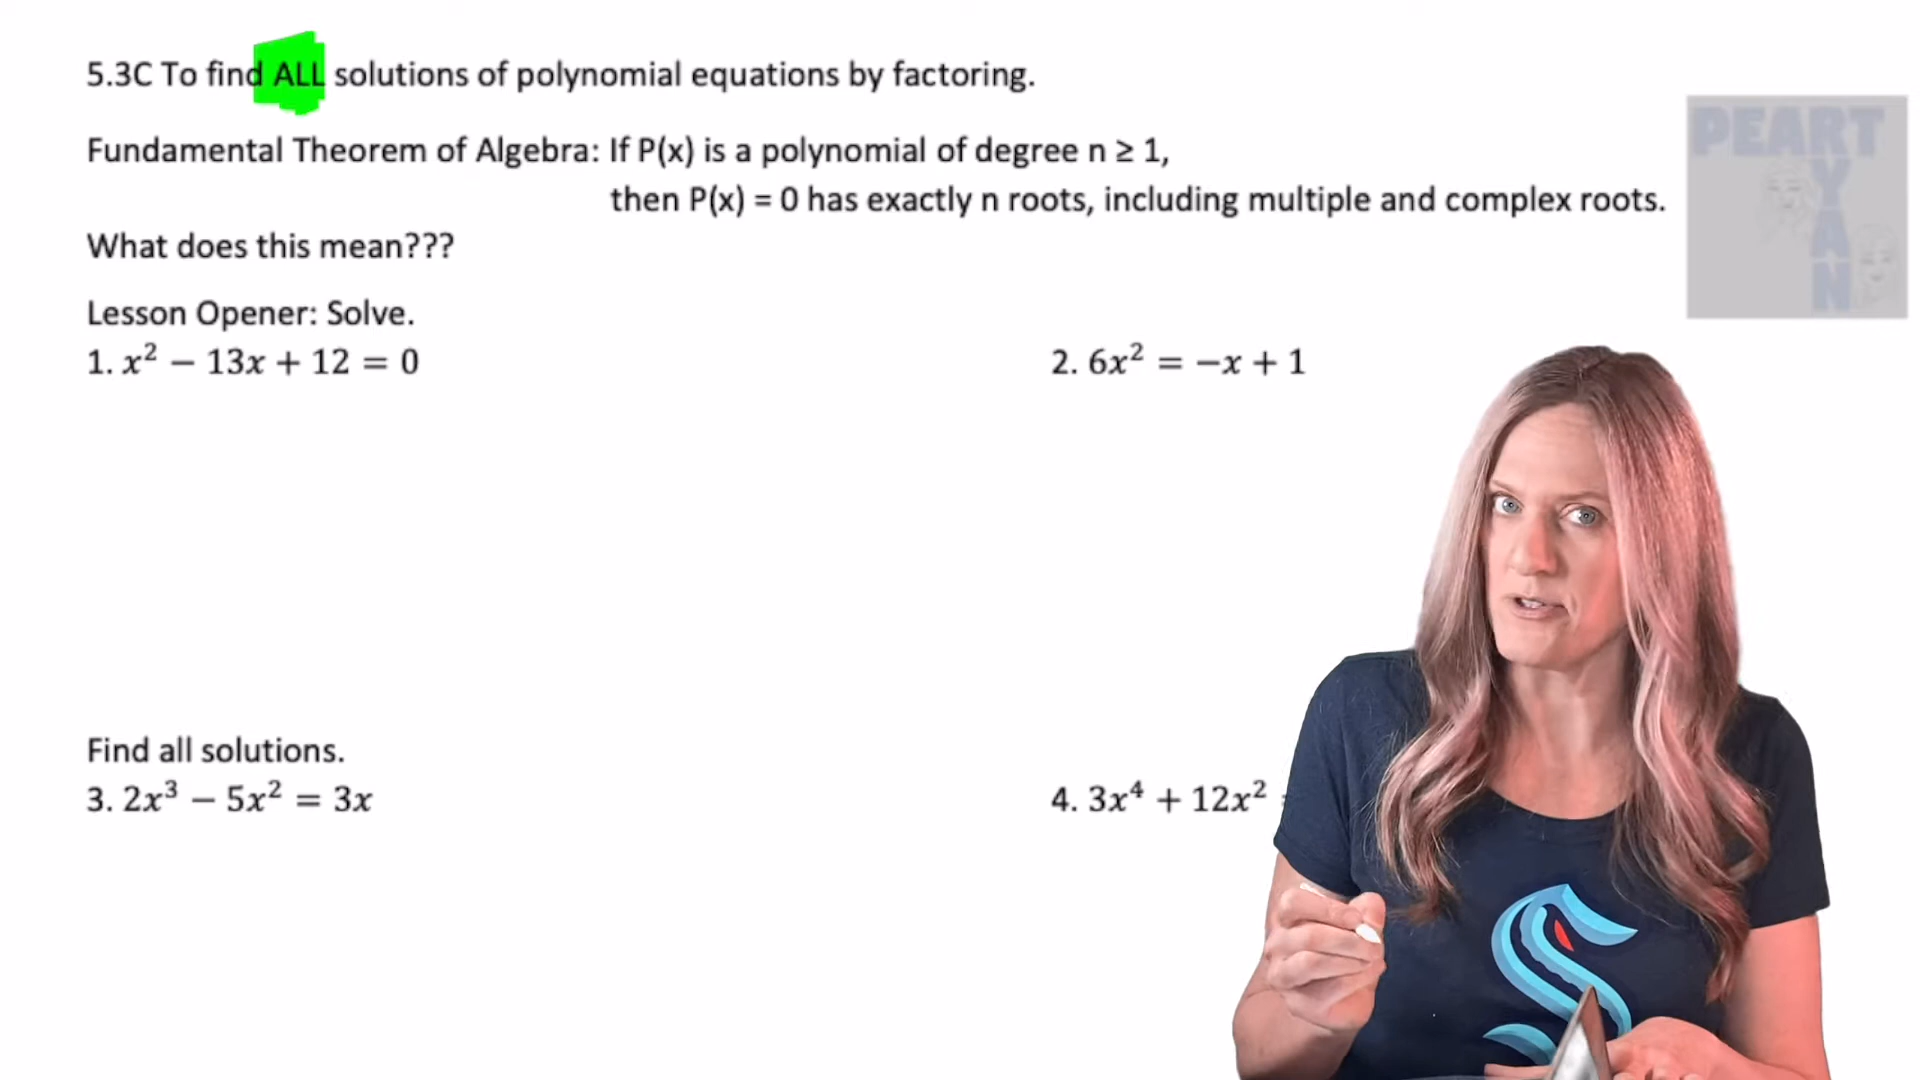 5.3C To find ALL solutions of polynomial equations by factoring.
Fundamental Theorem of Algebra: If P(x) is a polynomial of degree n ≥ 1,
then P(x) = 0 has exactly n roots, including multiple and complex roots.
What does this mean???
Lesson Opener: Solve.
1. x² − 13x + 12 = 0
2. 6x² = −x + 1
Find all solutions.
3. 2x³ − 5x² = 3x
4. 3x⁴ + 12x²
PEART
YAN